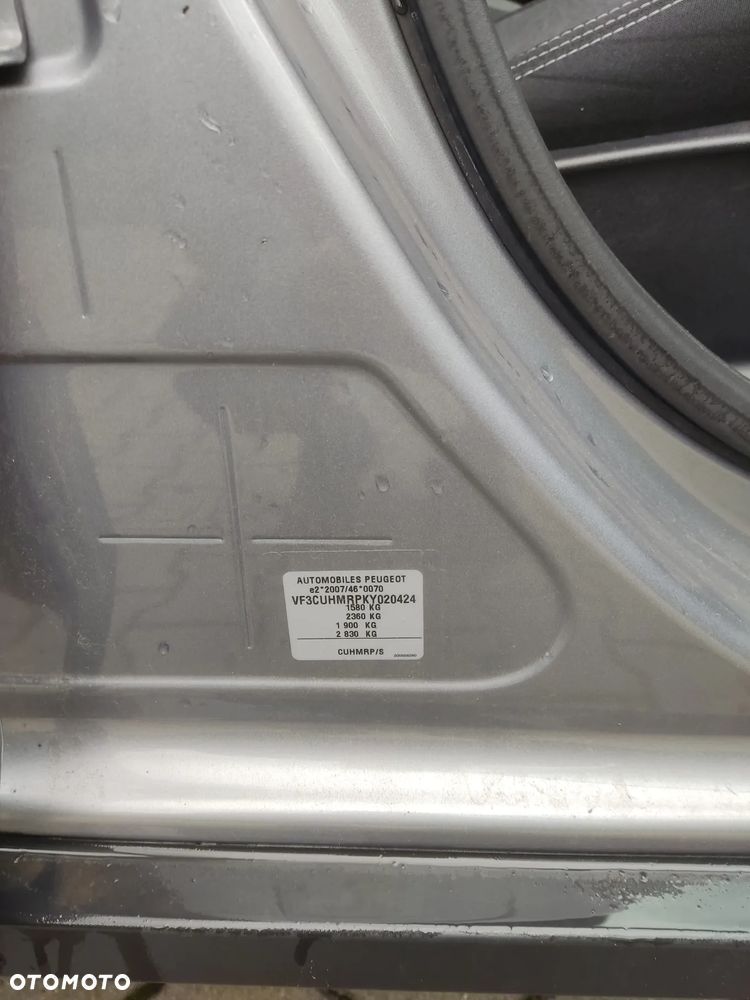 AUTOMOBILES PEUGEOT
e2*2007/46*0070
VF3CUHMRPKY020424
1580 KG
2360 KG
1 900 KG
2 830 KG
CUHMRP/S
OTOMOTO